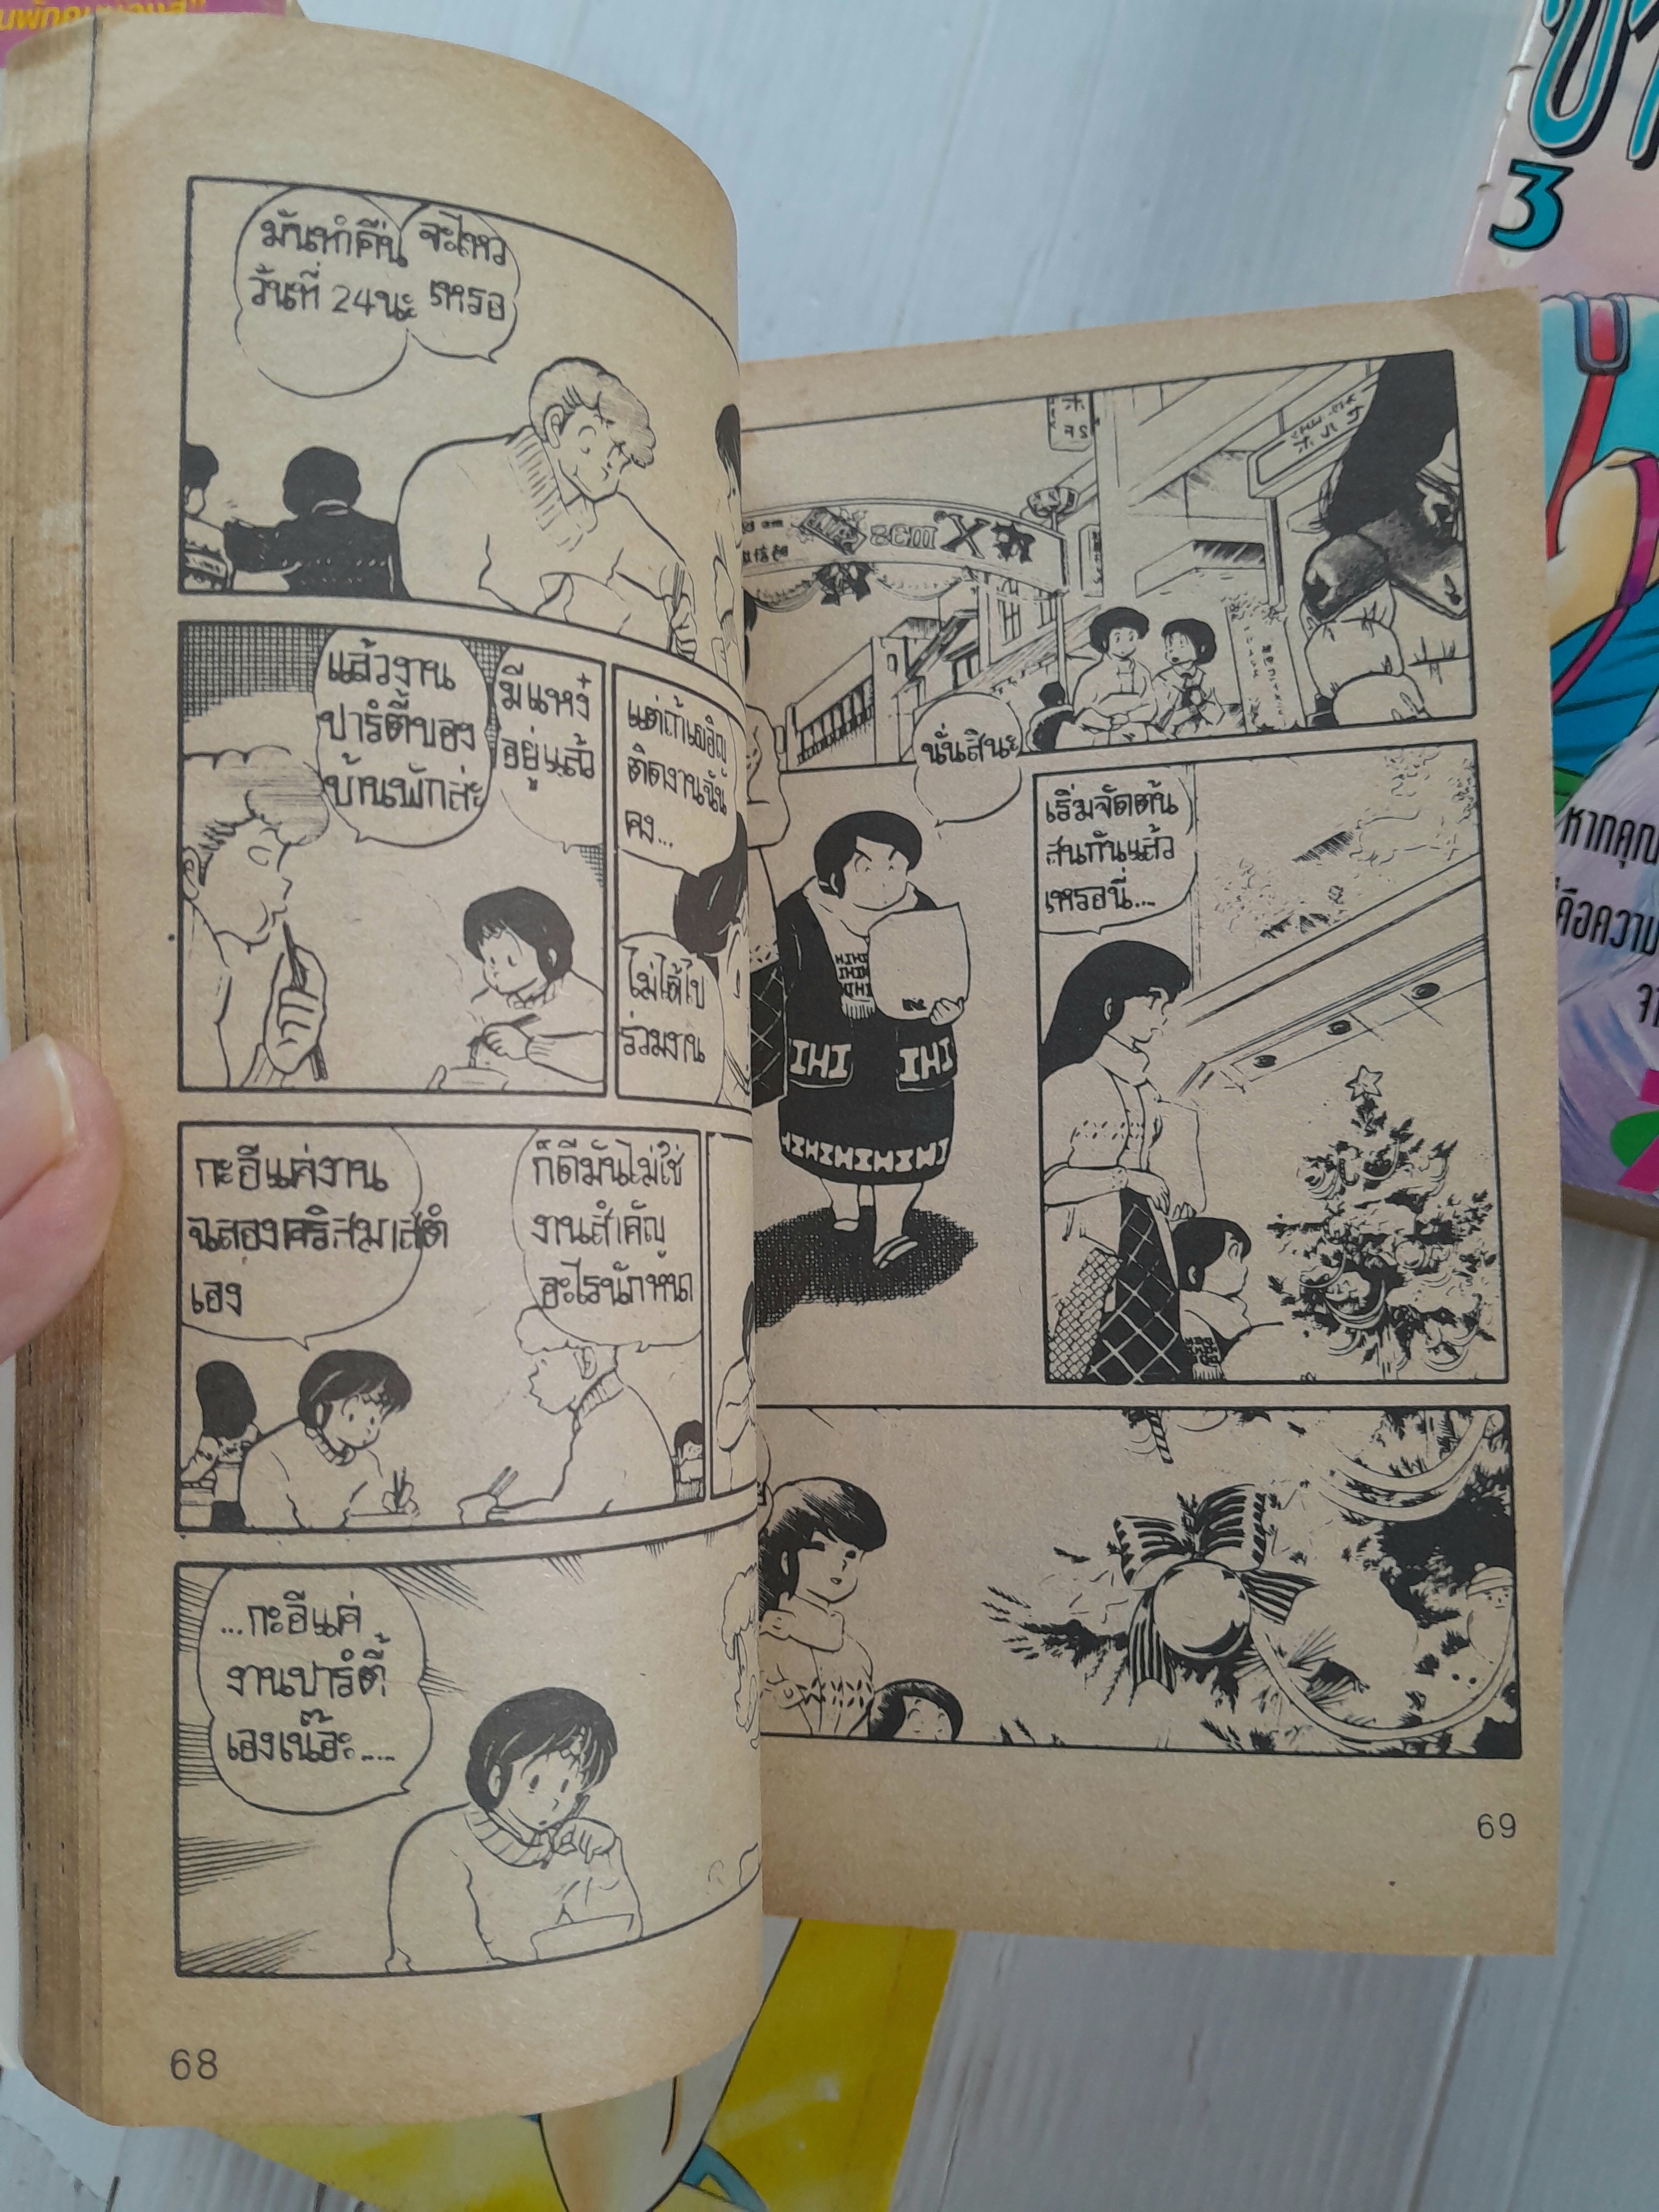 มันทำคืน
วันที่ 24นะ
จะไหว
เหรอ
แล้วงาน
ปาร์ตี้ของ
บ้านพักล่ะ
มีแหง๋
อยู่แล้ว
แต่ถ้าเผอิญ
ติดงานฉัน
คง...
ไม่ได้ไป
ร่วมงาน
กะอีแค่งาน
ฉลองคริสมาสต์
เอง
ก็ดีมันไม่ใช่
งานสำคัญ
อะไรนักหนา
...กะอีแค่
งานปาร์ตี้
เองเน๊อะ.....
68
นั่นสินะ
IHI
IHI
HIHIHIHIHIHI
เริ่มจัดต้น
สนกันแล้ว
เหรอนี่...
69
3
หากคุณ